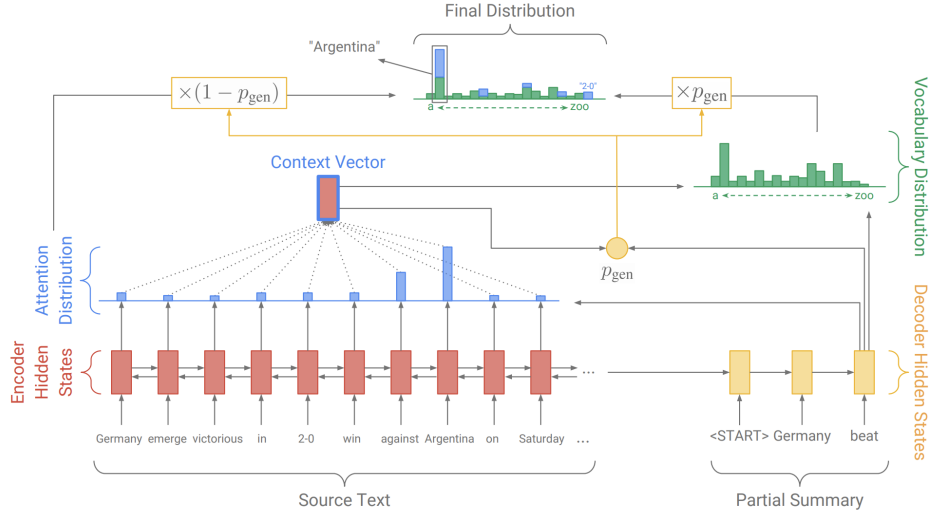 Final Distribution
"Argentina"
×(1 − p_gen)
"2-0"
×p_gen
a
zoo
Context Vector
Vocabulary Distribution
a
zoo
Attention
Distribution
p_gen
Encoder
Hidden
States
...
Decoder Hidden States
Germany emerge victorious in 2-0 win against Argentina on Saturday ...
<START> Germany beat
Source Text
Partial Summary